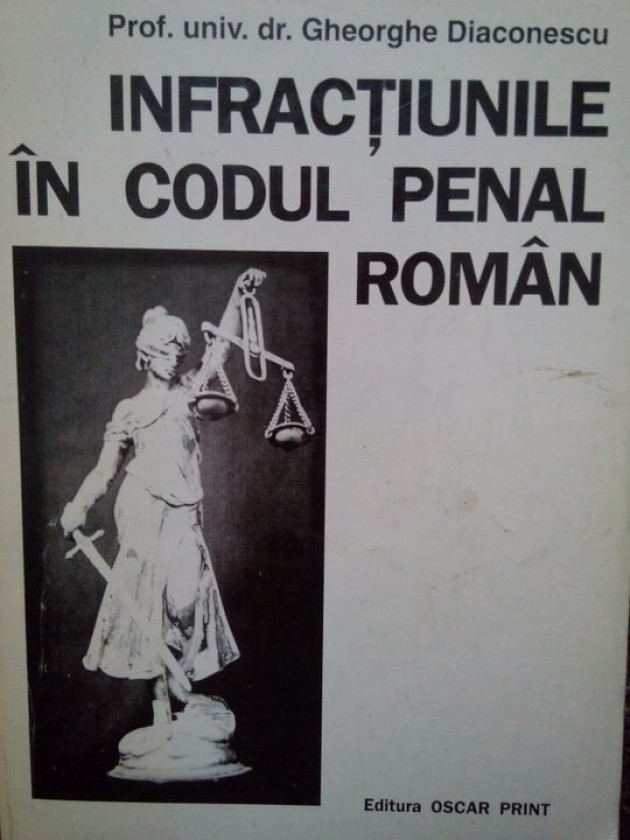 Prof. univ. dr. Gheorghe Diaconescu
INFRACȚIUNILE
ÎN CODUL PENAL
ROMÂN
Editura OSCAR PRINT